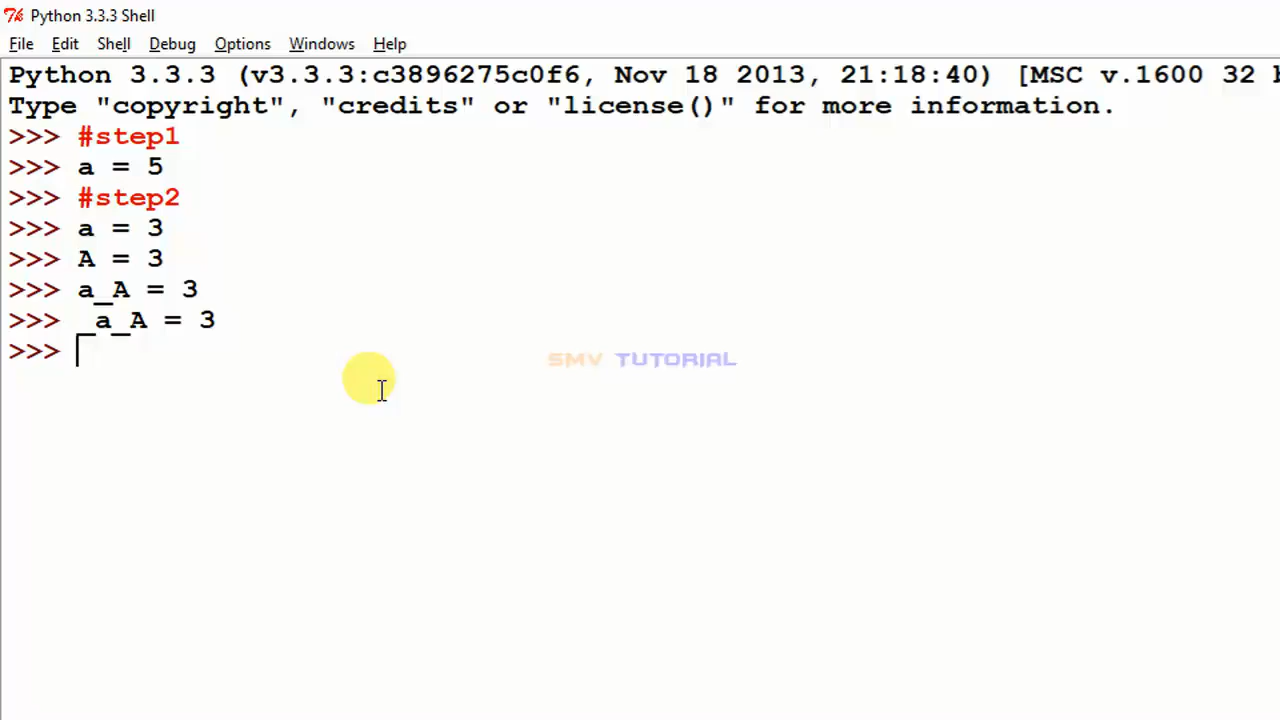 Python 3.3.3 Shell
File Edit Shell Debug Options Windows Help
Python 3.3.3 (v3.3.3:c3896275c0f6, Nov 18 2013, 21:18:40) [MSC v.1600 32
Type "copyright", "credits" or "license()" for more information.
>>> #step1
>>> a = 5
>>> #step2
>>> a = 3
>>> A = 3
>>> a_A = 3
>>> _a_A = 3
>>>
SMV TUTORIAL